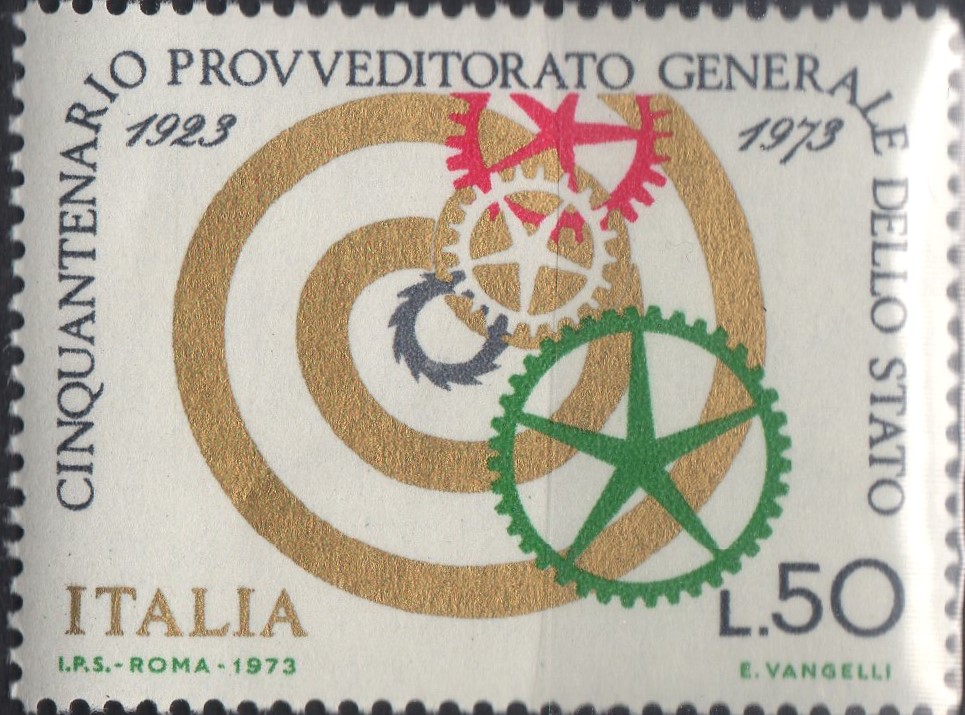 CINQUANTENARIO PROVVEDITORATO GENERALE DELLO STATO
1923 1973
ITALIA
L.50
I.P.S.-ROMA-1973
E. VANGELLI